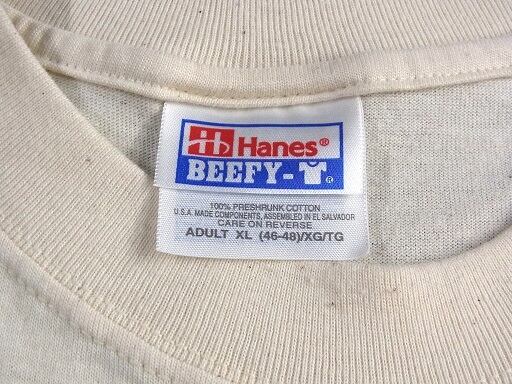 Hanes®
BEEFY-T®
100% PRESHRUNK COTTON
U.S.A. MADE COMPONENTS, ASSEMBLED IN EL SALVADOR
CARE ON REVERSE
ADULT XL (46-48)/XG/TG